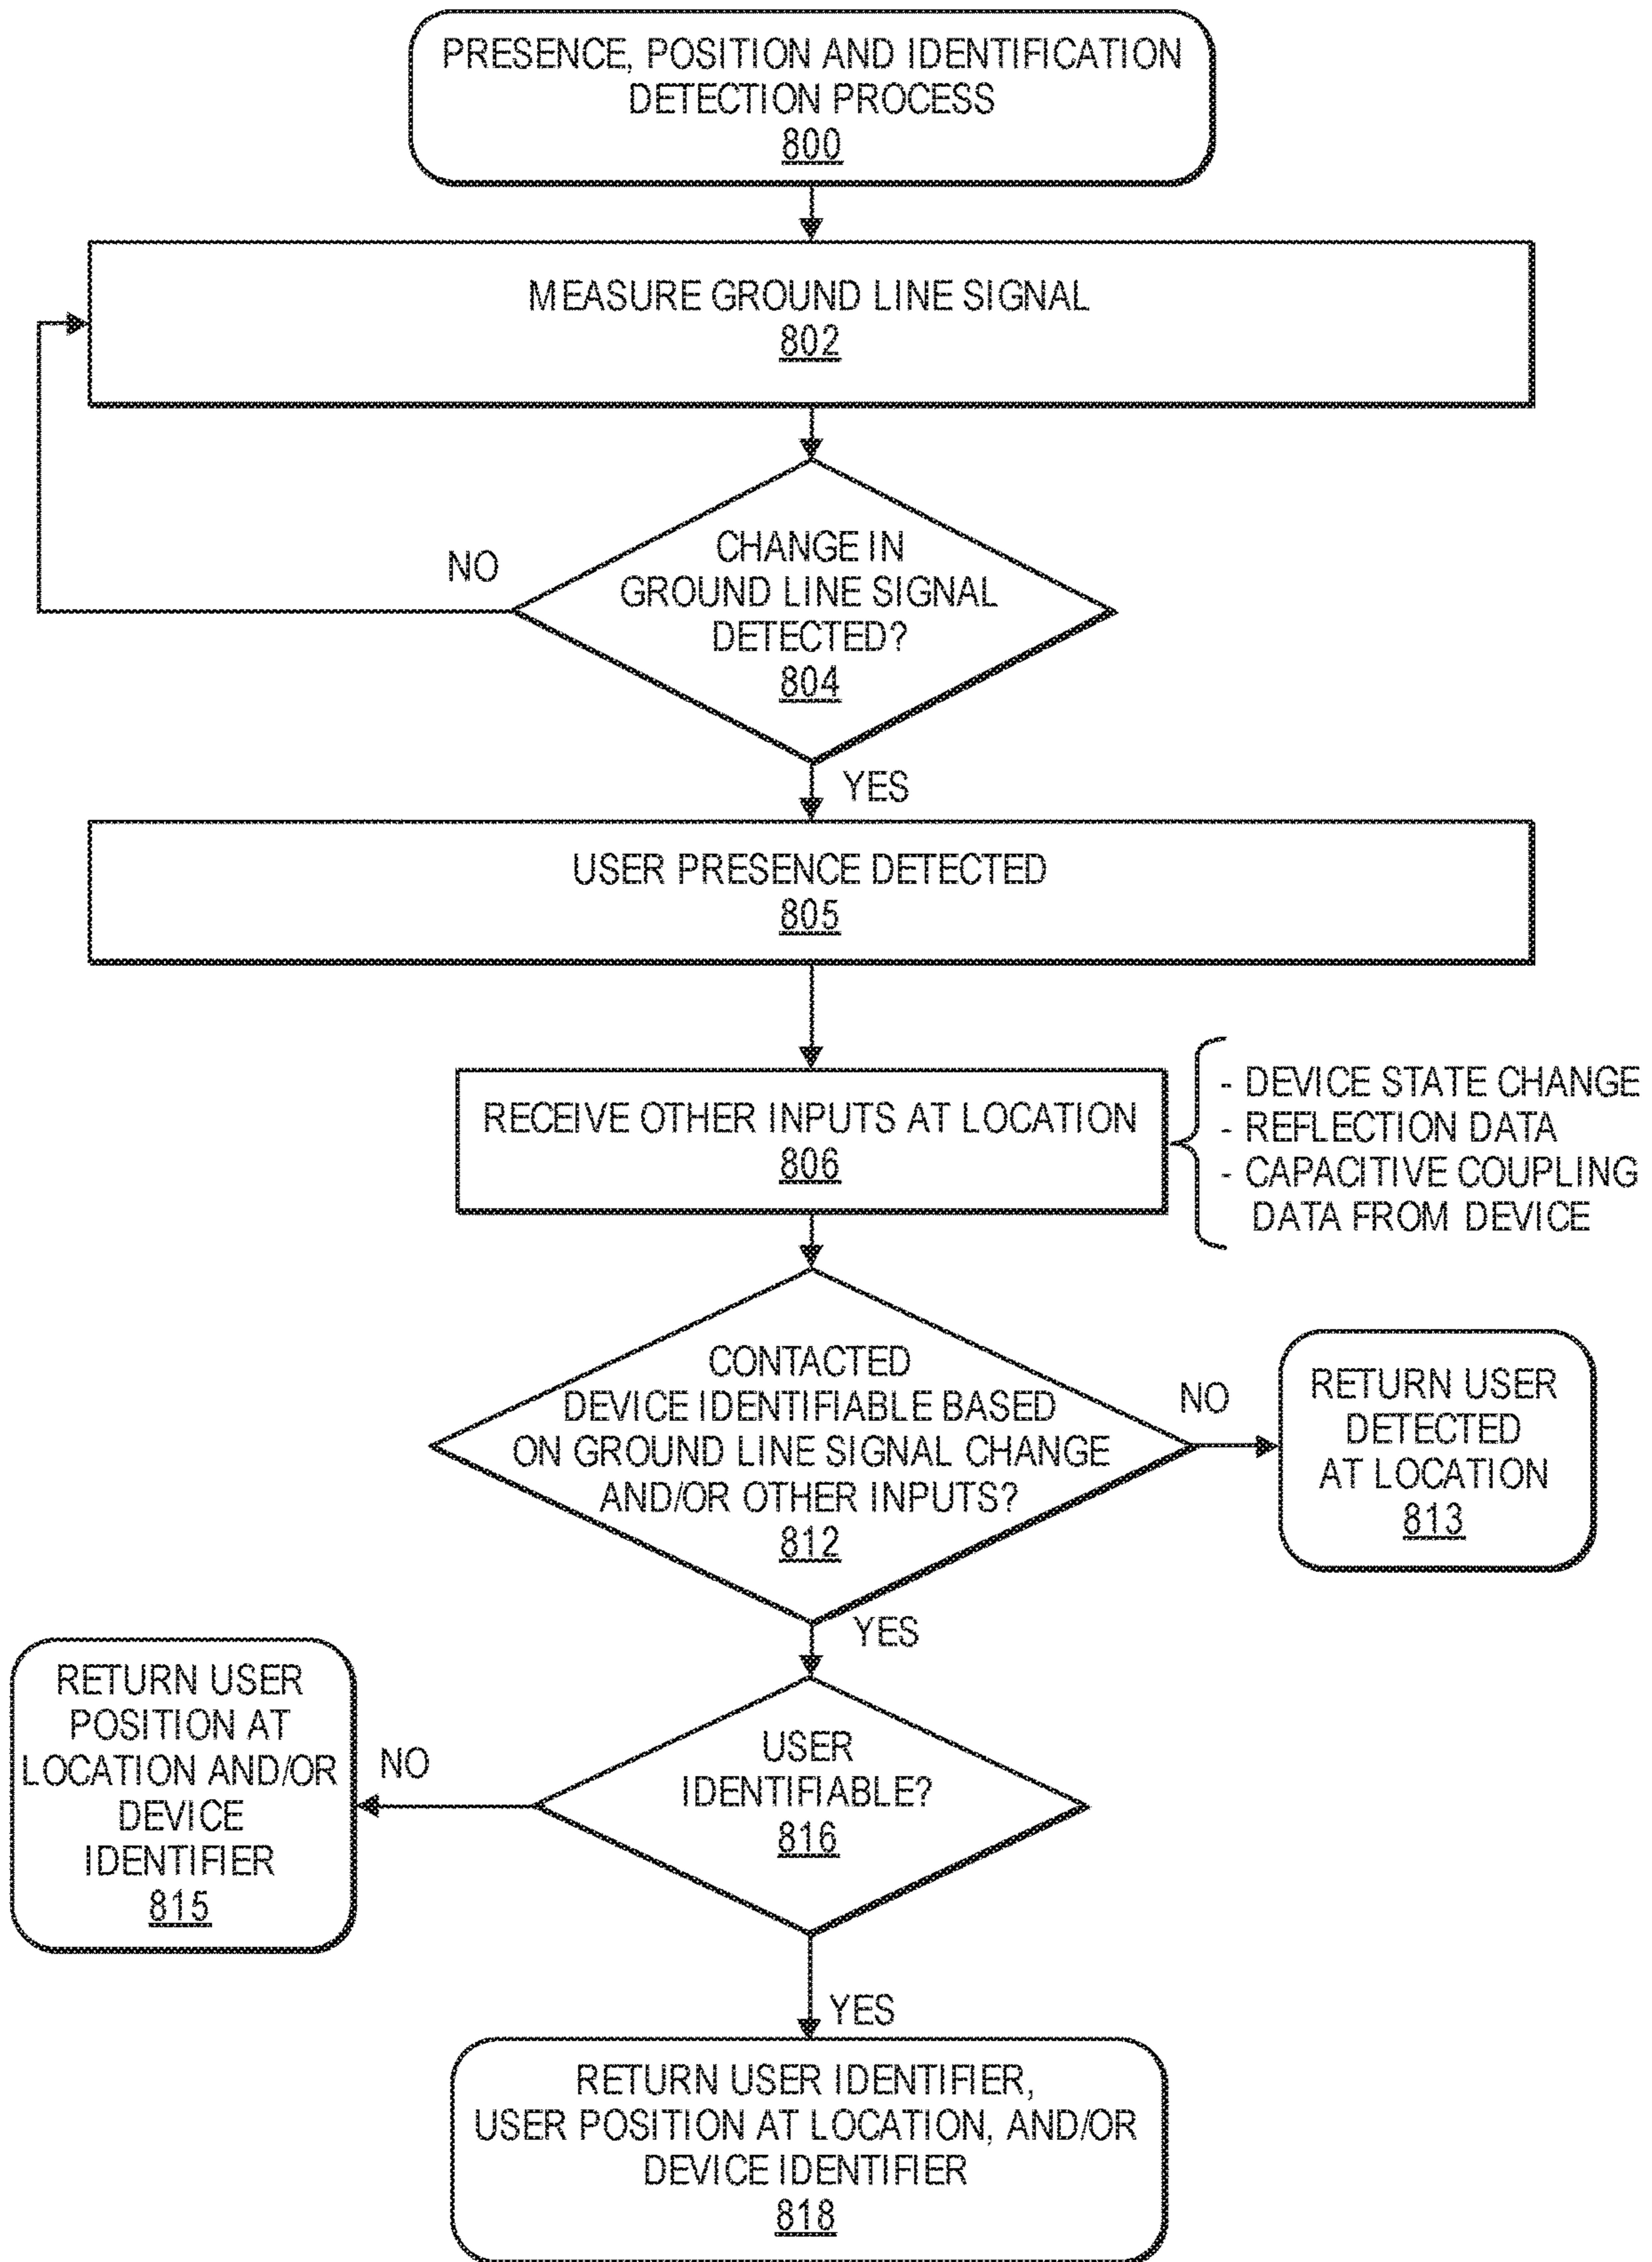 PRESENCE, POSITION AND IDENTIFICATION
DETECTION PROCESS
800
MEASURE GROUND LINE SIGNAL
802
CHANGE IN
GROUND LINE SIGNAL
DETECTED?
804
NO
YES
USER PRESENCE DETECTED
805
RECEIVE OTHER INPUTS AT LOCATION
806
- DEVICE STATE CHANGE
- REFLECTION DATA
- CAPACITIVE COUPLING
DATA FROM DEVICE
CONTACTED
DEVICE IDENTIFIABLE BASED
ON GROUND LINE SIGNAL CHANGE
AND/OR OTHER INPUTS?
812
NO
RETURN USER
DETECTED
AT LOCATION
813
YES
USER
IDENTIFIABLE?
816
NO
RETURN USER
POSITION AT
LOCATION AND/OR
DEVICE
IDENTIFIER
815
YES
RETURN USER IDENTIFIER,
USER POSITION AT LOCATION, AND/OR
DEVICE IDENTIFIER
818